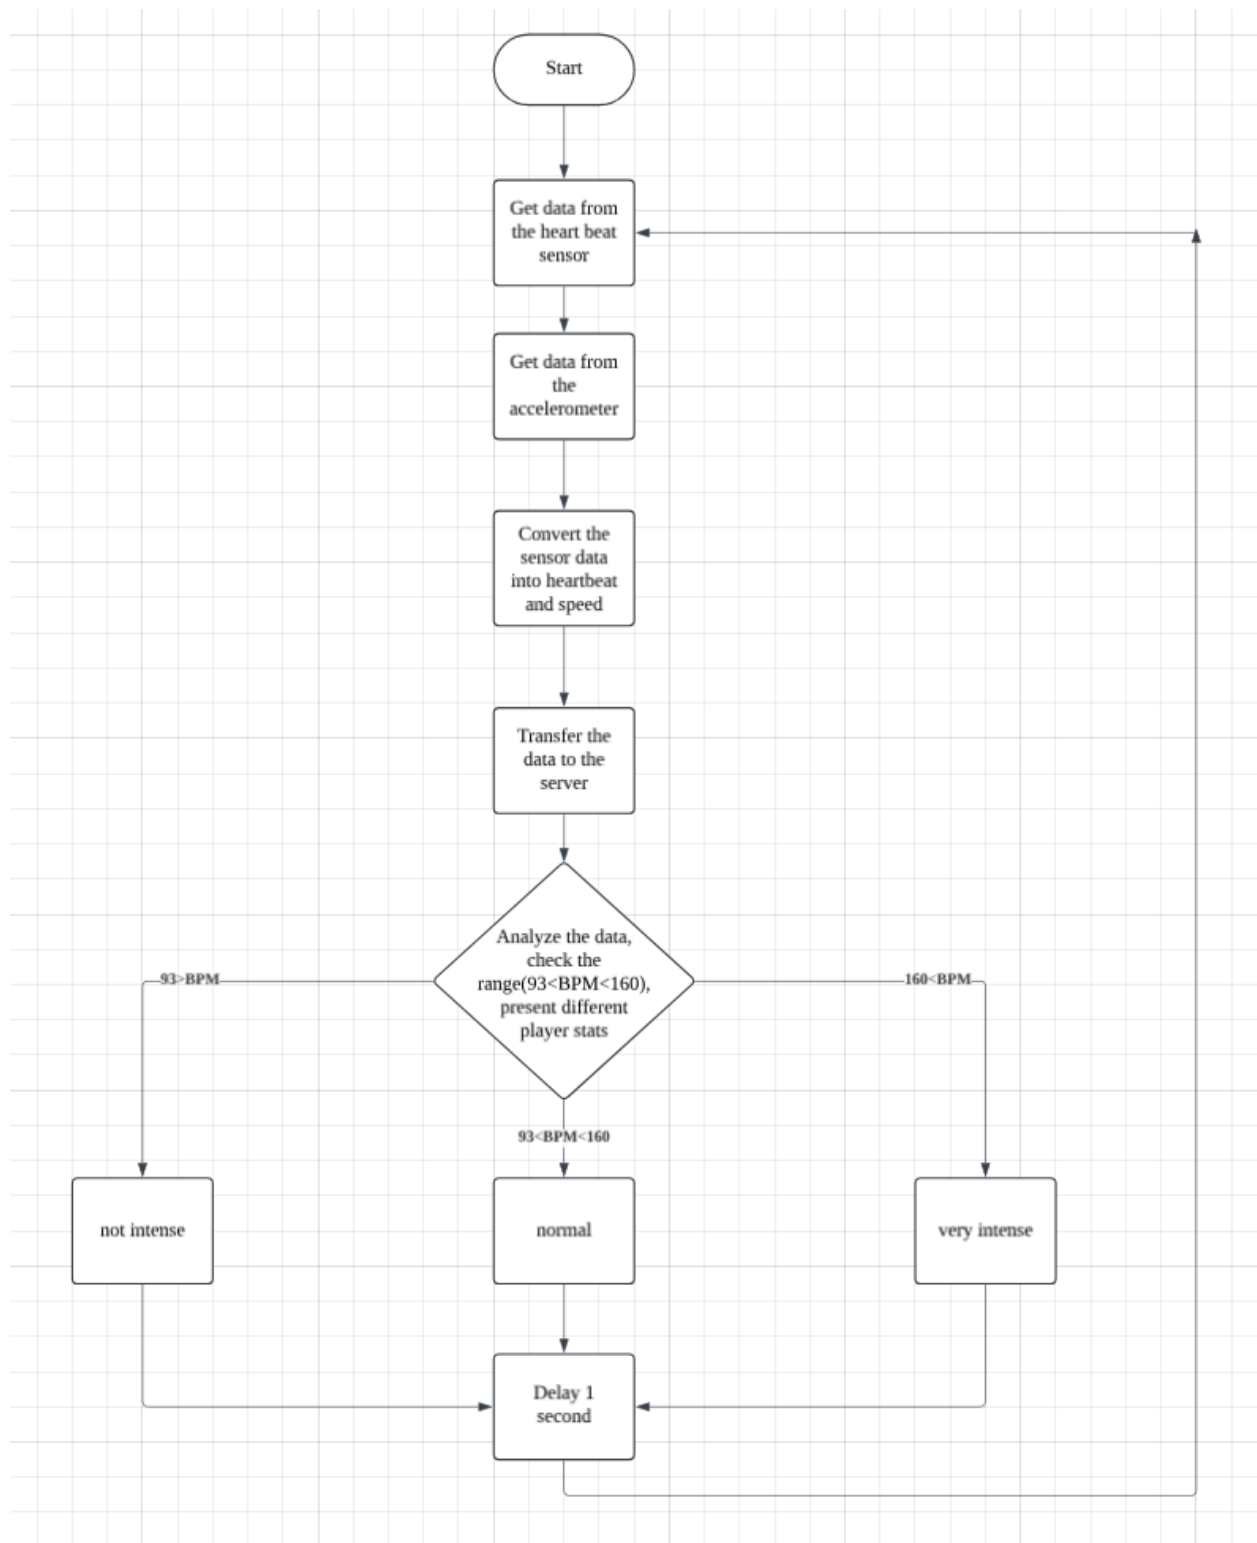 Start
Get data from
the heart beat
sensor
Get data from
the
accelerometer
Convert the
sensor data
into heartbeat
and speed
Transfer the
data to the
server
Analyze the data,
check the
range(93<BPM<160),
present different
player stats
93>BPM
160<BPM
93<BPM<160
not intense
normal
very intense
Delay 1
second